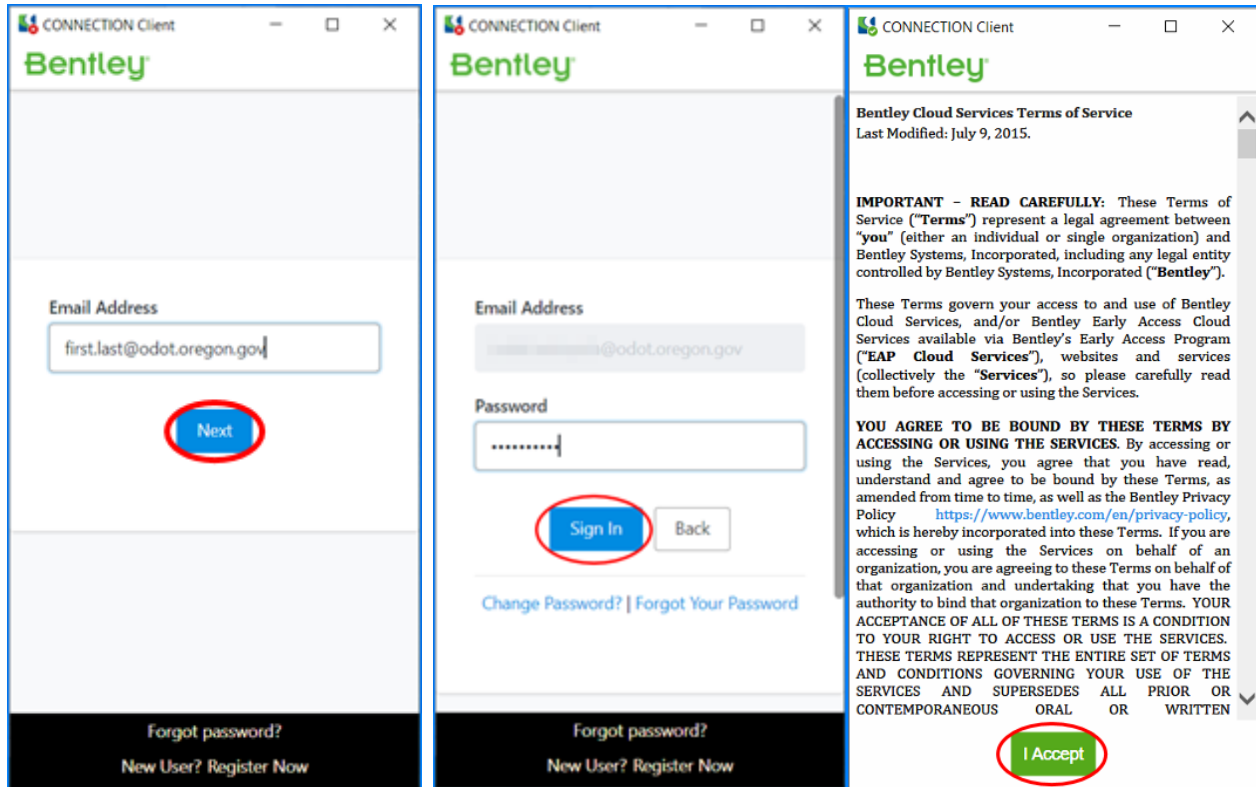 CONNECTION Client
Bentley
Email Address
first.last@odot.oregon.gov
Next
Forgot password?
New User? Register Now
CONNECTION Client
Bentley
Email Address
@odot.oregon.gov
Password
Sign In
Back
Change Password? | Forgot Your Password
Forgot password?
New User? Register Now
CONNECTION Client
Bentley
Bentley Cloud Services Terms of Service
Last Modified: July 9, 2015.
IMPORTANT – READ CAREFULLY: These Terms of
Service ("Terms") represent a legal agreement between
"you" (either an individual or single organization) and
Bentley Systems, Incorporated, including any legal entity
controlled by Bentley Systems, Incorporated ("Bentley").
These Terms govern your access to and use of Bentley
Cloud Services, and/or Bentley Early Access Cloud
Services available via Bentley's Early Access Program
("EAP Cloud Services"), websites and services
(collectively the "Services"), so please carefully read
them before accessing or using the Services.
YOU AGREE TO BE BOUND BY THESE TERMS BY
ACCESSING OR USING THE SERVICES. By accessing or
using the Services, you agree that you have read,
understand and agree to be bound by these Terms, as
amended from time to time, as well as the Bentley Privacy
Policy https://www.bentley.com/en/privacy-policy,
which is hereby incorporated into these Terms. If you are
accessing or using the Services on behalf of an
organization, you are agreeing to these Terms on behalf of
that organization and undertaking that you have the
authority to bind that organization to these Terms. YOUR
ACCEPTANCE OF ALL OF THESE TERMS IS A CONDITION
TO YOUR RIGHT TO ACCESS OR USE THE SERVICES.
THESE TERMS REPRESENT THE ENTIRE SET OF TERMS
AND CONDITIONS GOVERNING YOUR USE OF THE
SERVICES AND SUPERSEDES ALL PRIOR OR
CONTEMPORANEOUS ORAL OR WRITTEN
I Accept